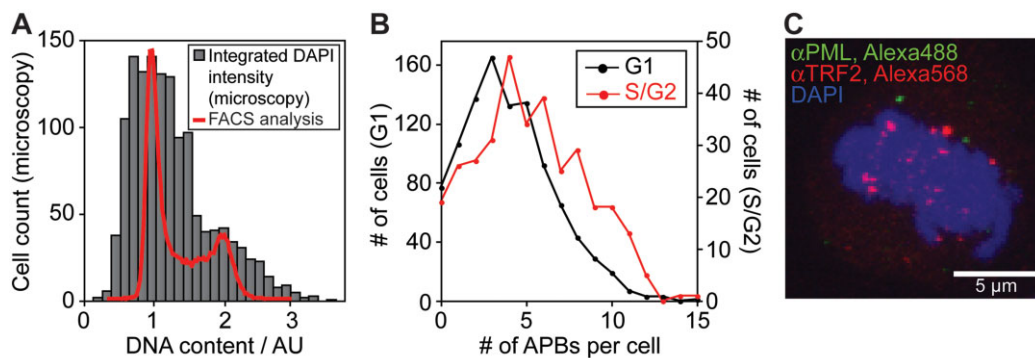 A
Cell count (microscopy)
150
100
50
0
0
1
2
3
DNA content / AU
Integrated DAPI
intensity
(microscopy)
FACS analysis
B
# of cells (G1)
160
120
80
40
0
0
5
10
15
# of APBs per cell
G1
S/G2
50
40
30
20
10
0
# of cells (S/G2)
C
αPML, Alexa488
αTRF2, Alexa568
DAPI
5 μm